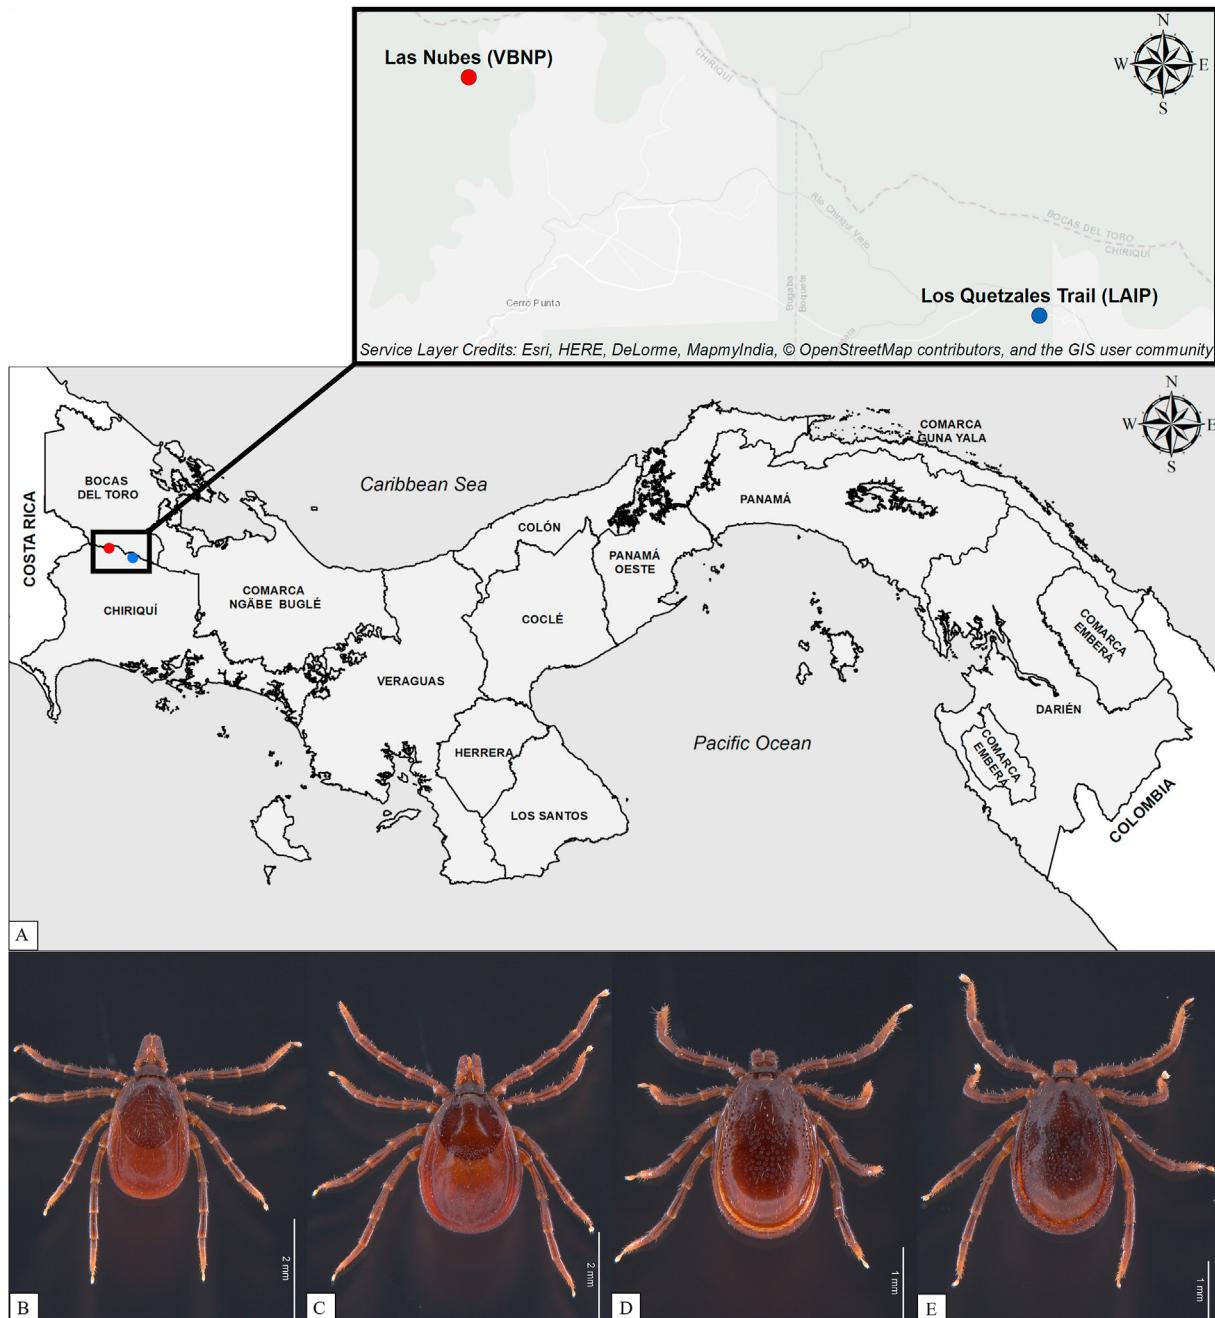 Las Nubes (VBNP)
N
W
E
S
CHIRIQUÍ
Río Chiriquí Viejo
BOCAS DEL TORO
CHIRIQUÍ
Bugaba
Boquete
Cerro Punta
Los Quetzales Trail (LAIP)
Service Layer Credits: Esri, HERE, DeLorme, MapmyIndia, © OpenStreetMap contributors, and the GIS user community
N
W
E
S
COMARCA
GUNA YALA
BOCAS
DEL TORO
Caribbean Sea
COSTA RICA
COLÓN
PANAMÁ
PANAMÁ
OESTE
CHIRIQUÍ
COMARCA
NGÄBE BUGLÉ
COCLÉ
COMARCA
EMBERÁ
VERAGUAS
DARIÉN
HERRERA
Pacific Ocean
COMARCA
EMBERÁ
LOS SANTOS
COLOMBIA
A
2 mm
B
2 mm
C
1 mm
D
1 mm
E